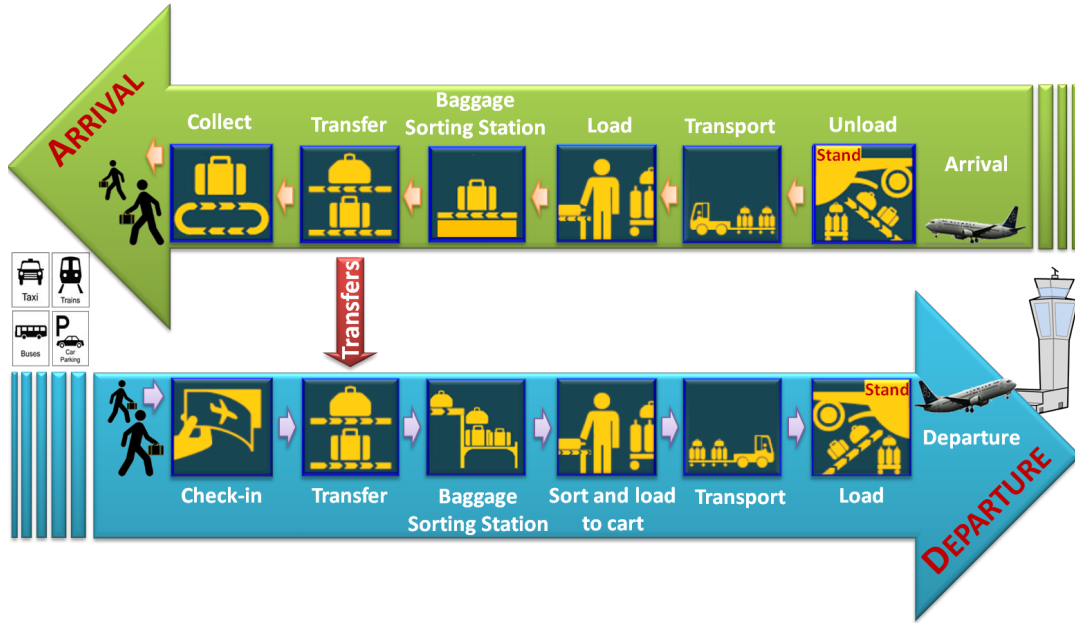 ARRIVAL
Collect
Transfer
Baggage
Sorting Station
Load
Transport
Unload
Stand
Arrival
Taxi
Trains
Buses
P
Car
Parking
Transfers
Stand
Departure
Check-in
Transfer
Baggage
Sorting Station
Sort and load
to cart
Transport
Load
DEPARTURE